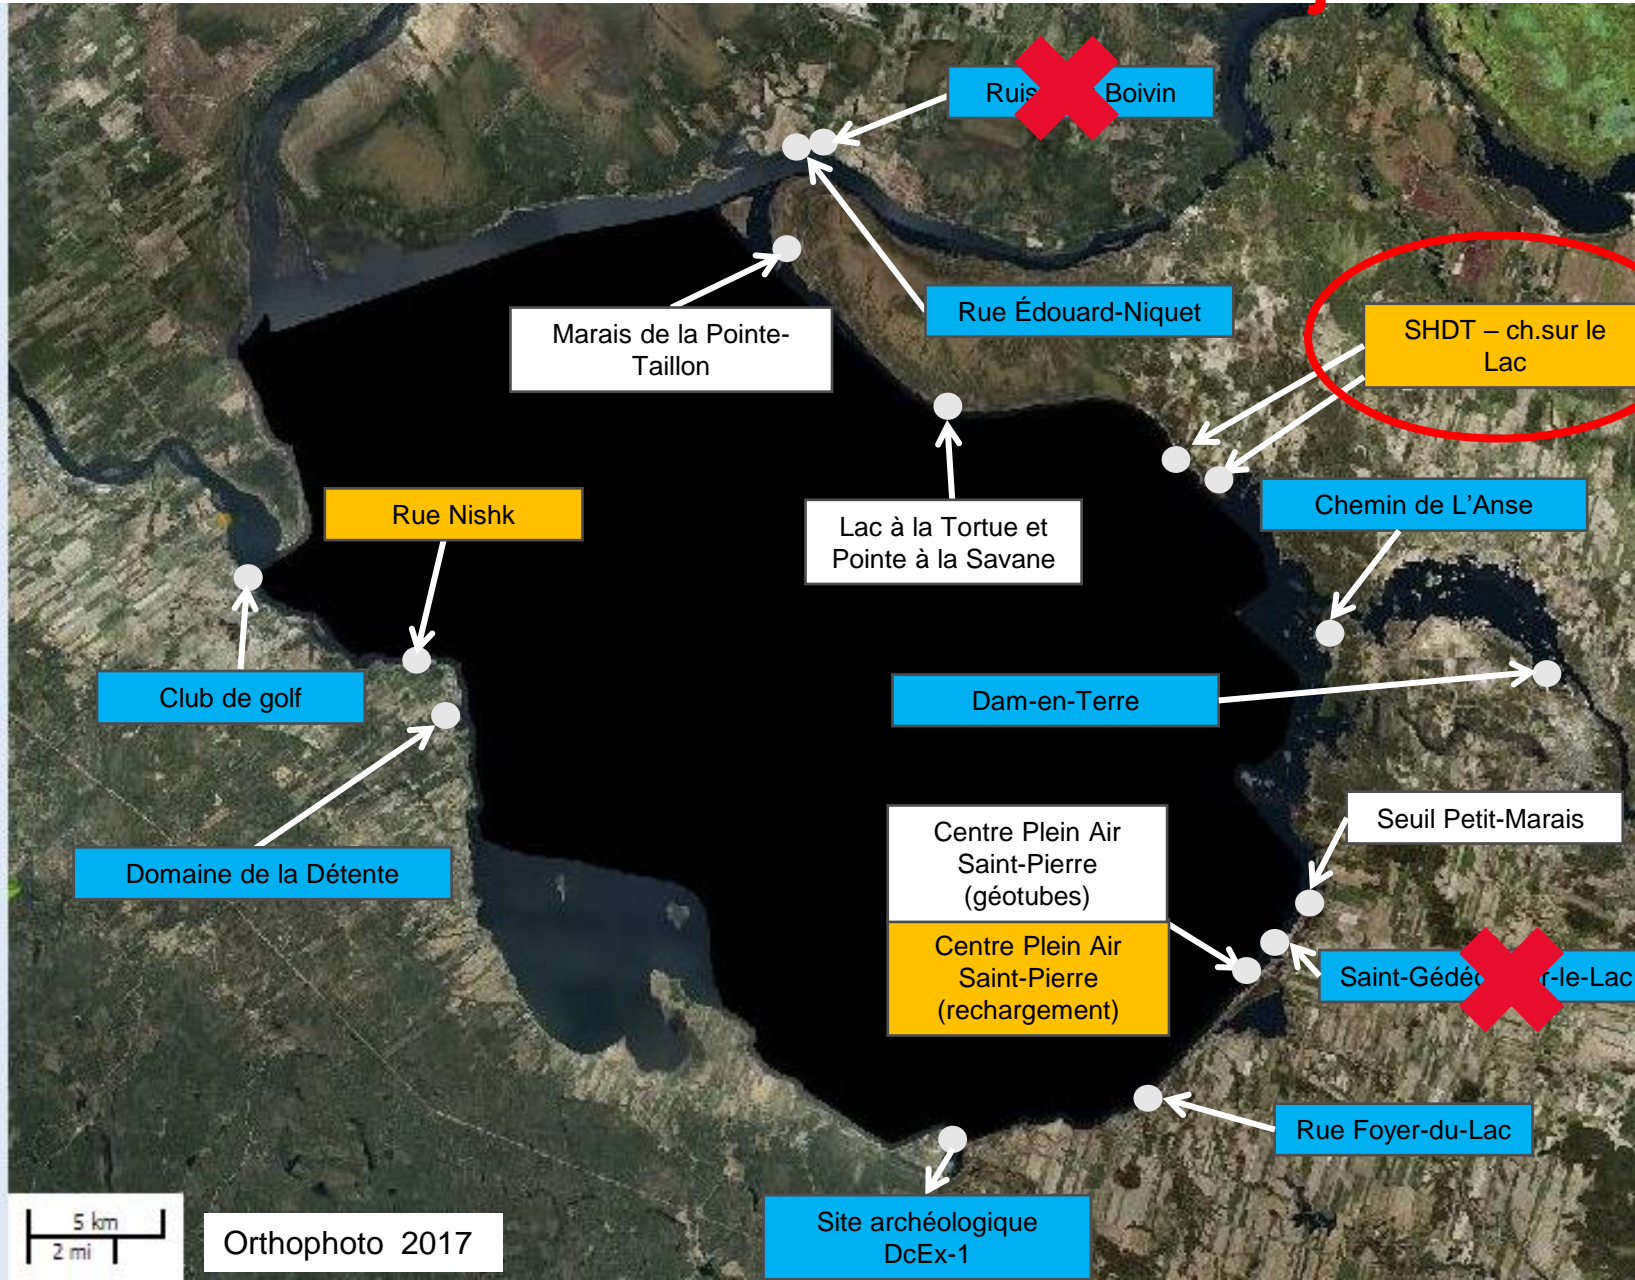 Ruis Boivin
Rue Édouard-Niquet
Marais de la Pointe-
Taillon
SHDT – ch.sur le
Lac
Rue Nishk
Lac à la Tortue et
Pointe à la Savane
Chemin de L'Anse
Club de golf
Dam-en-Terre
Domaine de la Détente
Centre Plein Air
Saint-Pierre
(géotubes)
Seuil Petit-Marais
Centre Plein Air
Saint-Pierre
(rechargement)
Saint-Gédé r-le-Lac
Rue Foyer-du-Lac
Site archéologique
DcEx-1
5 km
2 mi
Orthophoto 2017